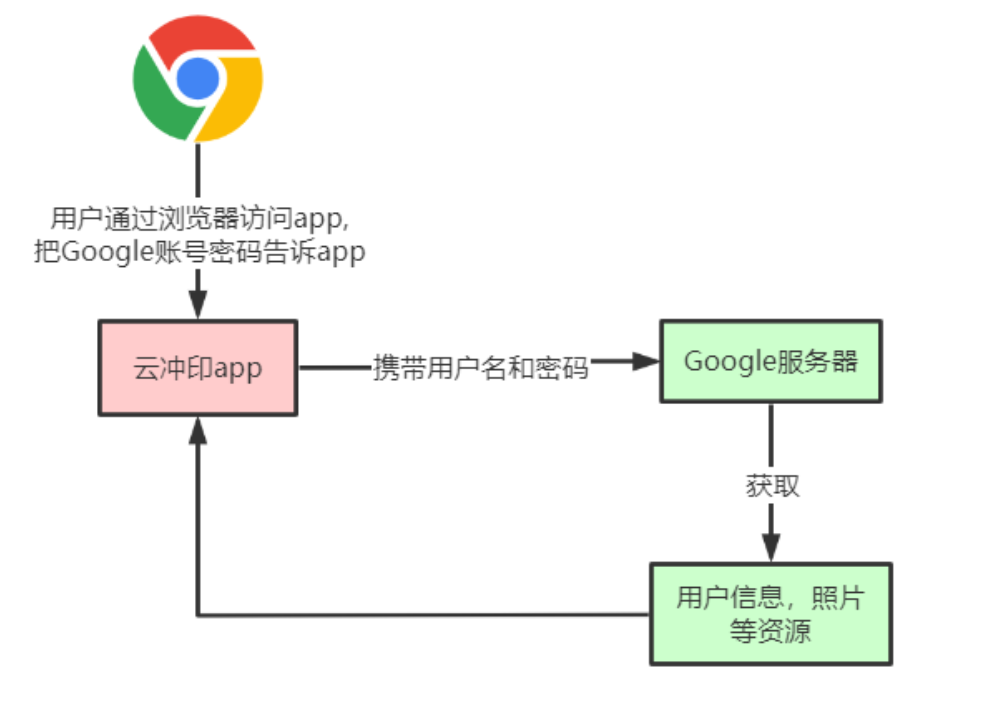 用户通过浏览器访问app,
把Google账号密码告诉app
云冲印app
携带用户名和密码
Google服务器
获取
用户信息，照片
等资源